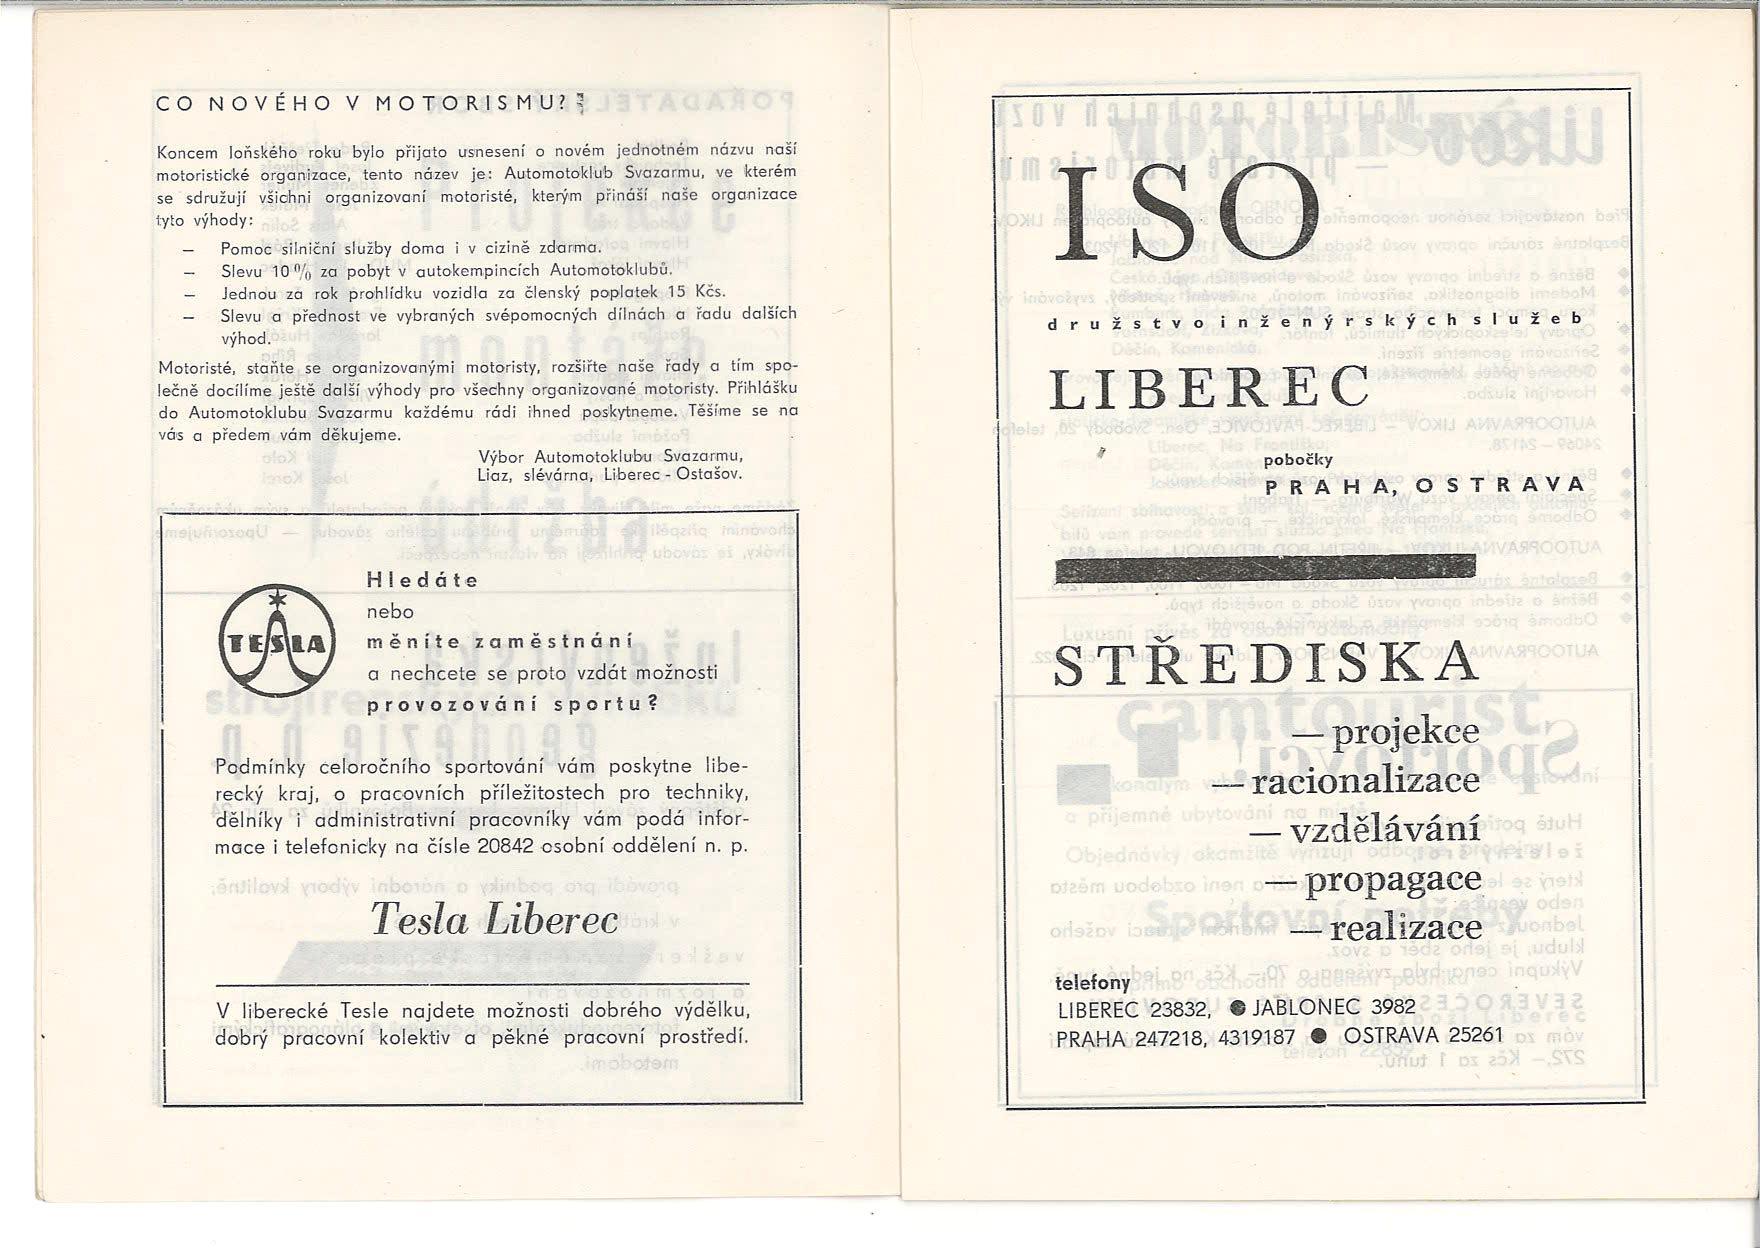 CO NOVÉHO V MOTORISMU?
Koncem loňského roku bylo přijato usnesení o novém jednotném názvu naší
motoristické organizace, tento název je: Automotoklub Svazarmu, ve kterém
se sdružují všichni organizovaní motoristé, kterým přináší naše organizace
tyto výhody:
— Pomoc silniční služby doma i v cizině zdarma.
— Slevu 10 % za pobyt v autokempincích Automotoklubů.
— Jednou za rok prohlídku vozidla za členský poplatek 15 Kčs.
— Slevu a přednost ve vybraných svépomocných dílnách a řadu dalších
výhod.
Motoristé, staňte se organizovanými motoristy, rozšiřte naše řady a tím spo-
lečně docílíme ještě další výhody pro všechny organizované motoristy. Přihlášku
do Automotoklubu Svazarmu každému rádi ihned poskytneme. Těšíme se na
vás a předem vám děkujeme.
Výbor Automotoklubu Svazarmu,
Liaz, slévárna, Liberec - Ostašov.
TESLA
Hledáte
nebo
měníte zaměstnání
a nechcete se proto vzdát možnosti
provozování sportu?
Podmínky celoročního sportování vám poskytne libe-
recký kraj, o pracovních příležitostech pro techniky,
dělníky i administrativní pracovníky vám podá infor-
mace i telefonicky na čísle 20842 osobní oddělení n. p.
Tesla Liberec
V liberecké Tesle najdete možnosti dobrého výdělku,
dobrý pracovní kolektiv a pěkné pracovní prostředí.
ISO
družstvo inženýrských služeb
LIBEREC
pobočky
PRAHA, OSTRAVA
STŘEDISKA
— projekce
— racionalizace
— vzdělávání
— propagace
— realizace
telefony
LIBEREC 23832, ● JABLONEC 3982
PRAHA 247218, 4319187 ● OSTRAVA 25261